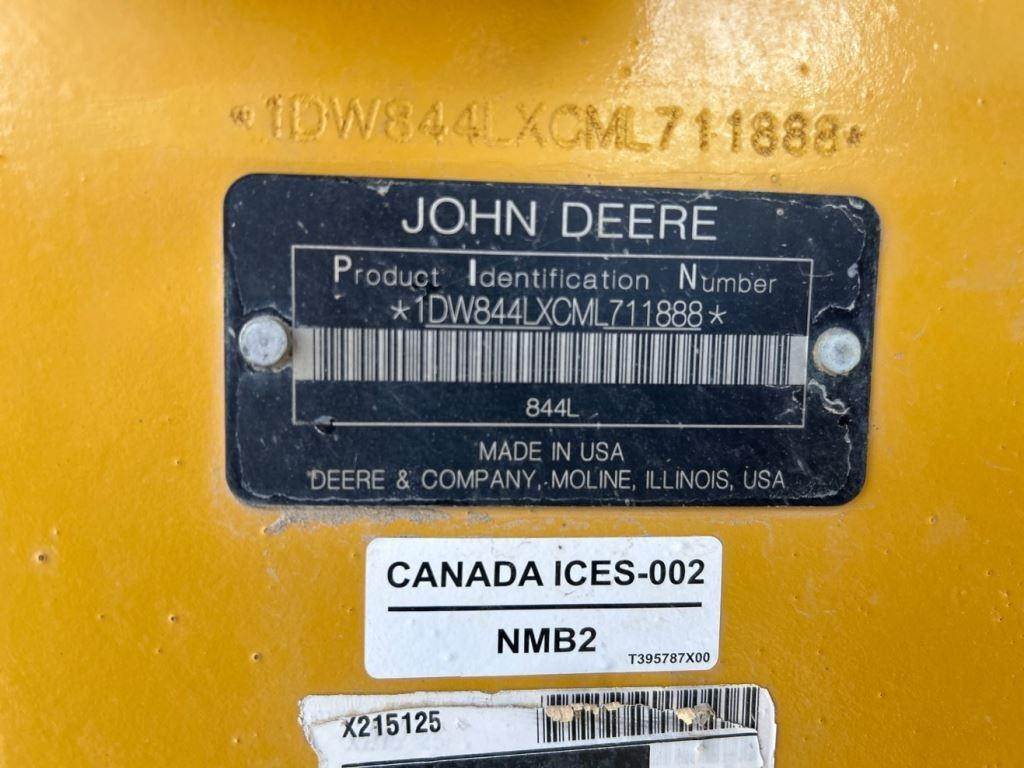 *1DW844LXCML711888*
JOHN DEERE
Product Identification Number
*1DW844LXCML711888*
844L
MADE IN USA
DEERE & COMPANY, MOLINE, ILLINOIS, USA
CANADA ICES-002
NMB2
T395787X00
X215125